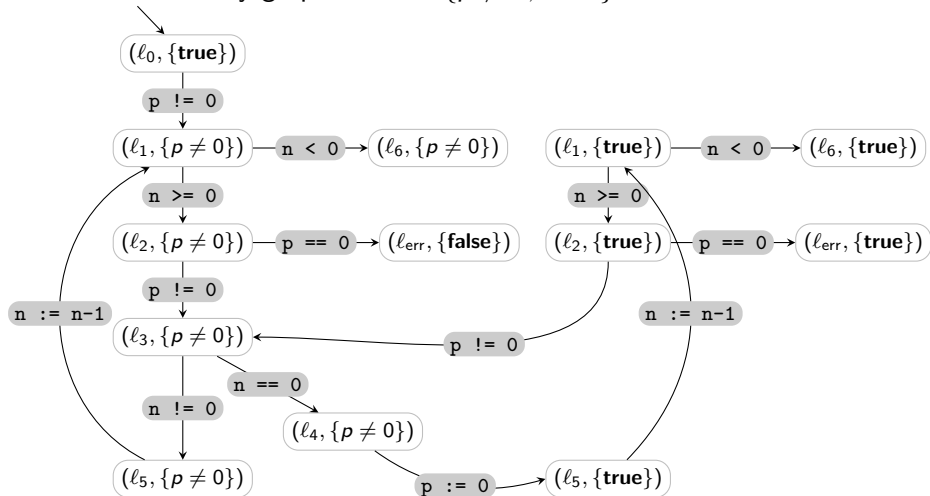 (ℓ₀, {true})
p != 0
(ℓ₁, {p ≠ 0}) n < 0 (ℓ₆, {p ≠ 0}) (ℓ₁, {true}) n < 0 (ℓ₆, {true})
n >= 0 n >= 0
(ℓ₂, {p ≠ 0}) p == 0 (ℓerr, {false}) (ℓ₂, {true}) p == 0 (ℓerr, {true})
p != 0
n := n-1 n := n-1
(ℓ₃, {p ≠ 0}) p != 0
n == 0
n != 0
(ℓ₄, {p ≠ 0})
(ℓ₅, {p ≠ 0}) p := 0 (ℓ₅, {true})